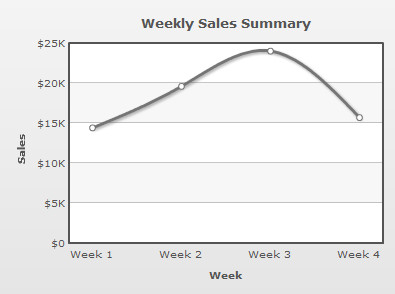 Weekly Sales Summary
$25K
$20K
$15K
$10K
$5K
$0
Sales
Week 1 Week 2 Week 3 Week 4
Week